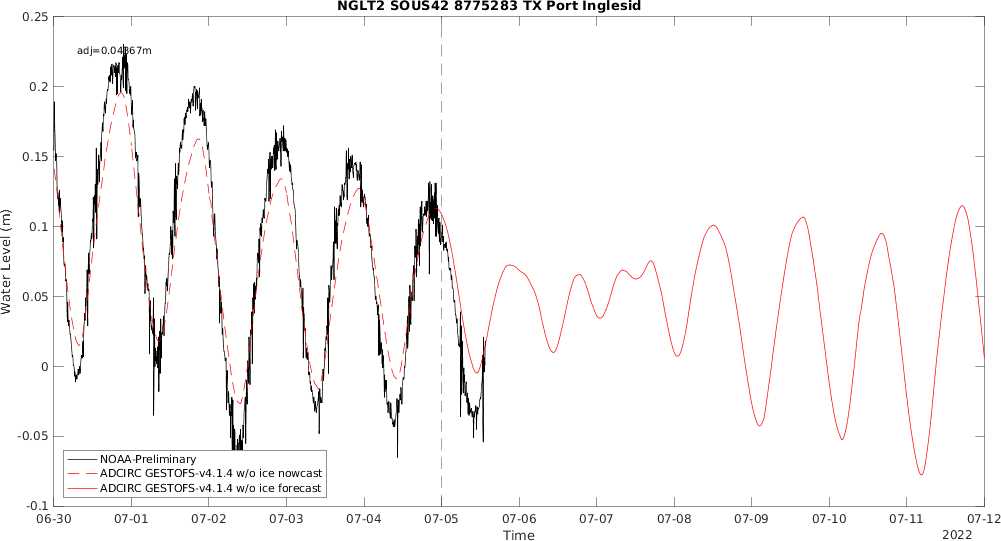 NGLT2 SOUS42 8775283 TX Port Inglesid
adj=0.04367m
0.25
0.2
0.15
0.1
0.05
0
-0.05
-0.1
Water Level (m)
NOAA-Preliminary
ADCIRC GESTOFS-v4.1.4 w/o ice nowcast
ADCIRC GESTOFS-v4.1.4 w/o ice forecast
06-30 07-01 07-02 07-03 07-04 07-05 07-06 07-07 07-08 07-09 07-10 07-11 07-12
Time
2022